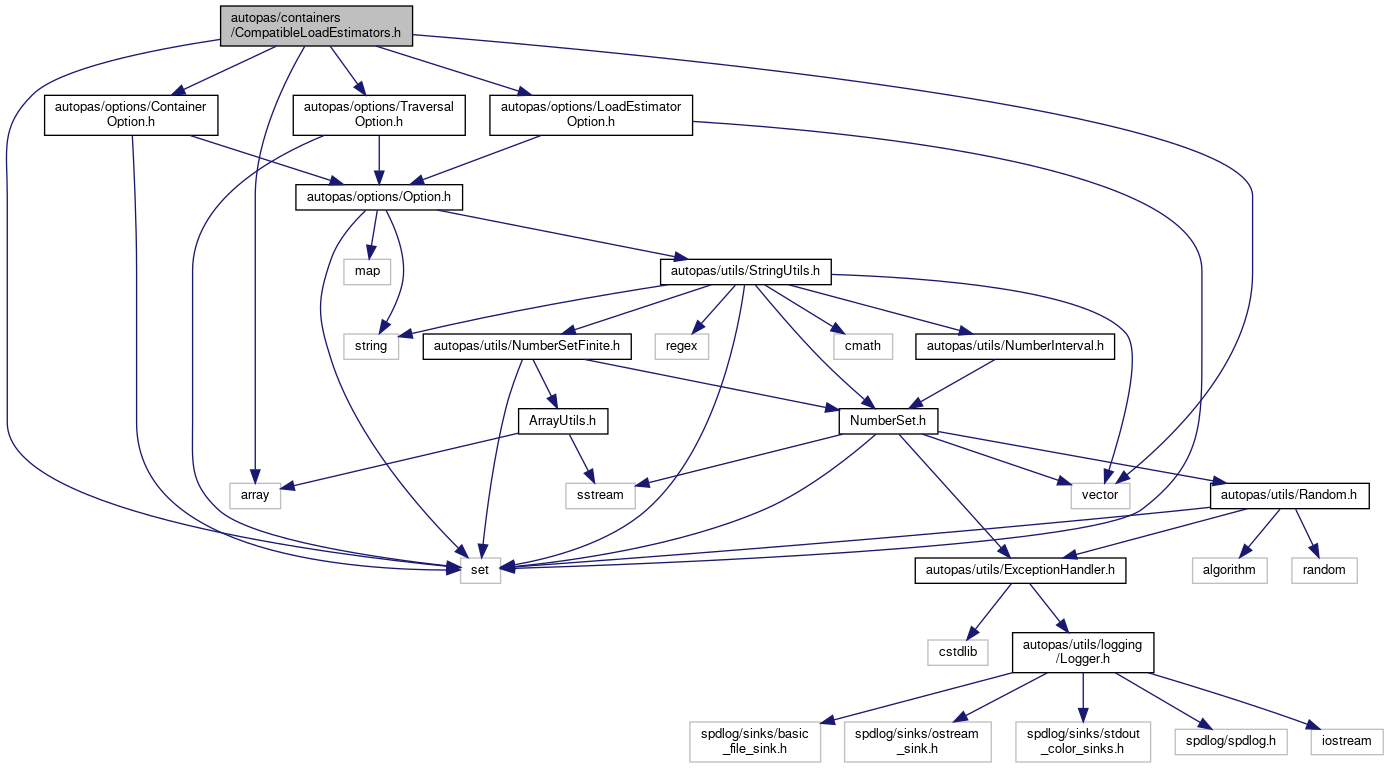 autopas/containers
/CompatibleLoadEstimators.h
autopas/options/Container
Option.h
autopas/options/Traversal
Option.h
autopas/options/LoadEstimator
Option.h
autopas/options/Option.h
map
autopas/utils/StringUtils.h
string
autopas/utils/NumberSetFinite.h
regex
cmath
autopas/utils/NumberInterval.h
ArrayUtils.h
NumberSet.h
array
sstream
vector
autopas/utils/Random.h
set
autopas/utils/ExceptionHandler.h
algorithm
random
cstdlib
autopas/utils/logging
/Logger.h
spdlog/sinks/basic
_file_sink.h
spdlog/sinks/ostream
_sink.h
spdlog/sinks/stdout
_color_sinks.h
spdlog/spdlog.h
iostream